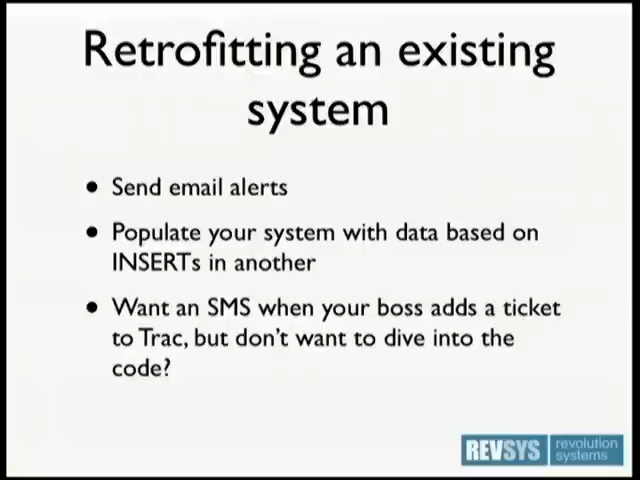 Retrofitting an existing
system
• Send email alerts
• Populate your system with data based on
INSERTs in another
• Want an SMS when your boss adds a ticket
to Trac, but don't want to dive into the
code?
REVSYS revolution
systems